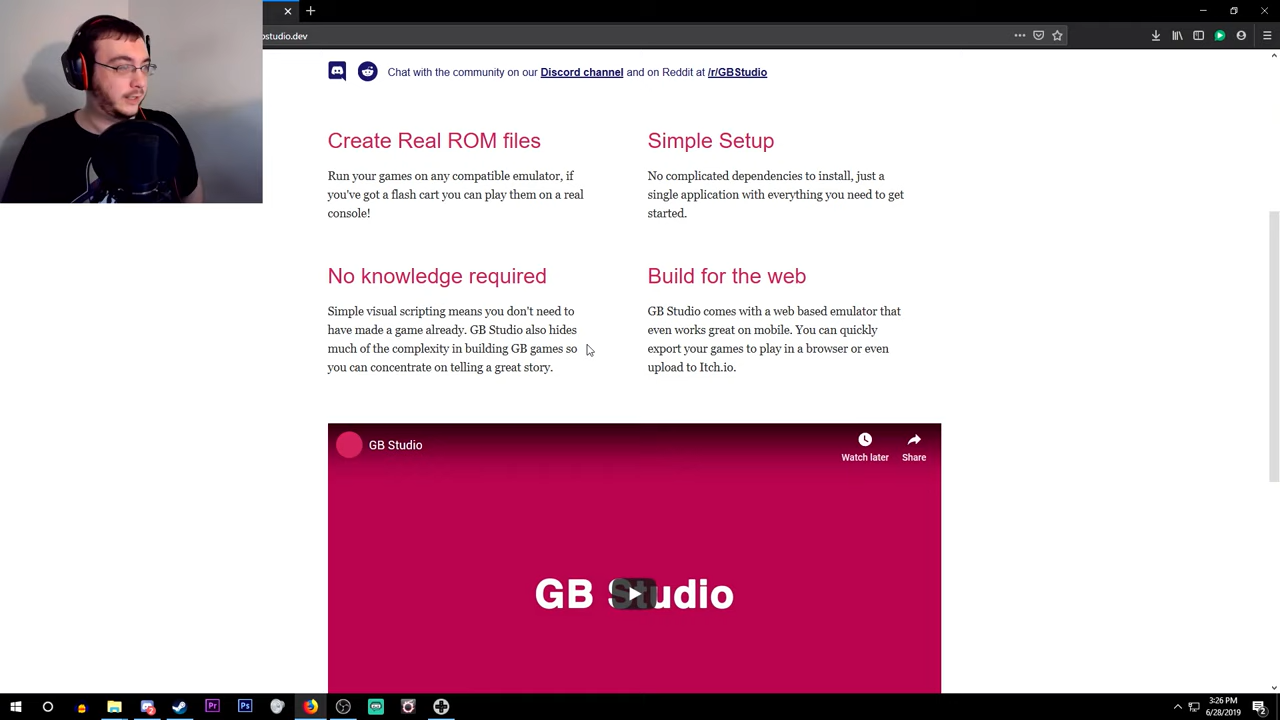 ostudio.dev
Chat with the community on our Discord channel and on Reddit at /r/GBStudio
Create Real ROM files
Run your games on any compatible emulator, if
you've got a flash cart you can play them on a real
console!
Simple Setup
No complicated dependencies to install, just a
single application with everything you need to get
started.
No knowledge required
Simple visual scripting means you don't need to
have made a game already. GB Studio also hides
much of the complexity in building GB games so
you can concentrate on telling a great story.
Build for the web
GB Studio comes with a web based emulator that
even works great on mobile. You can quickly
export your games to play in a browser or even
upload to Itch.io.
GB Studio
Watch later
Share
GB Studio
Pr
Ps
3:26 PM
6/28/2019
2